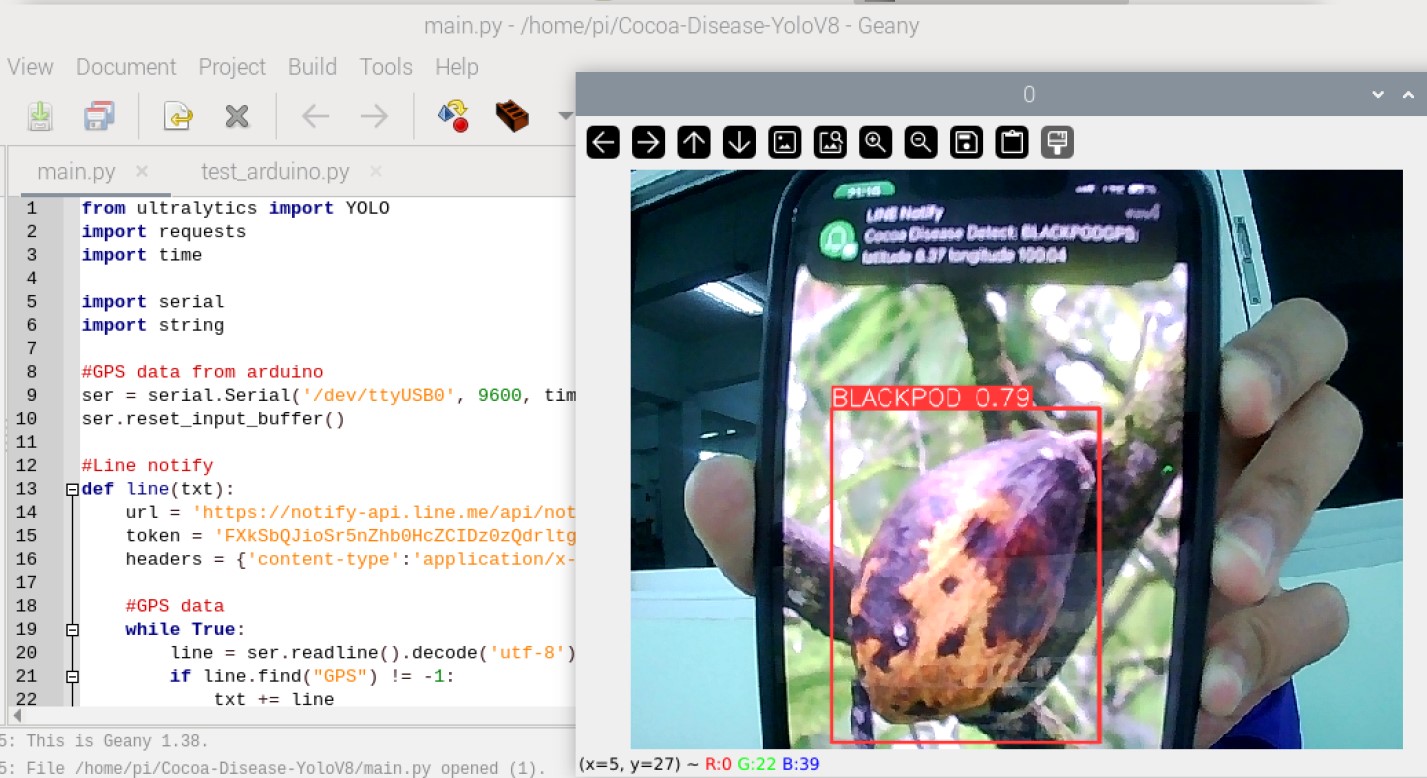 main.py - /home/pi/Cocoa-Disease-YoloV8 - Geany
View Document Project Build Tools Help
main.py × test_arduino.py ×
1 from ultralytics import YOLO
2 import requests
3 import time
4
5 import serial
6 import string
7
8 #GPS data from arduino
9 ser = serial.Serial('/dev/ttyUSB0', 9600, tim
10 ser.reset_input_buffer()
11
12 #Line notify
13 def line(txt):
14 url = 'https://notify-api.line.me/api/not
15 token = 'FXkSbQJioSr5nZhb0HcZCIDz0zQdrltg
16 headers = {'content-type':'application/x-
17
18 #GPS data
19 while True:
20 line = ser.readline().decode('utf-8')
21 if line.find("GPS") != -1:
22 txt += line
5: This is Geany 1.38.
5: File /home/pi/Cocoa-Disease-YoloV8/main.py opened (1).
0
LINE Notify
Cocoa Disease Detect: BLACKPODGPS:
latitude 6.37 longitude 100.04
BLACKPOD 0.79
(x=5, y=27) ~ R:0 G:22 B:39